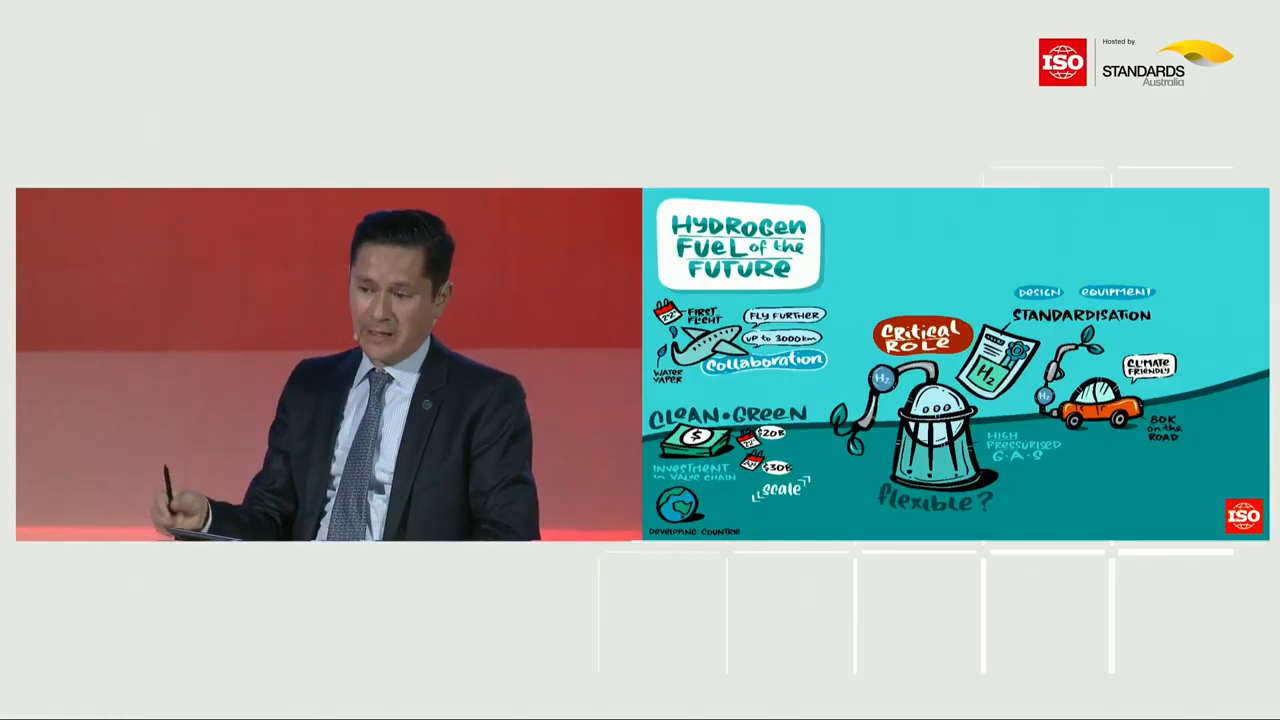 ISO
Hosted by
STANDARDS
Australia
HYDROGEN
FUEL of the
FUTURE
FIRST
FLIGHT
FLY FURTHER
UP to 3000km
Collaboration
WATER
VAPER
CLEAN • GREEN
$
$20B
$30B
INVESTMENT
in VALUE CHAIN
SCALE
DEVELOPING COUNTRIE
CRITICAL
ROLE
DESIGN EQUIPMENT
STANDARDISATION
H2
H2
H2
HIGH
PRESSURISED
G.A.S
flexible?
CLIMATE
FRIENDLY
80K
on the
ROAD
ISO